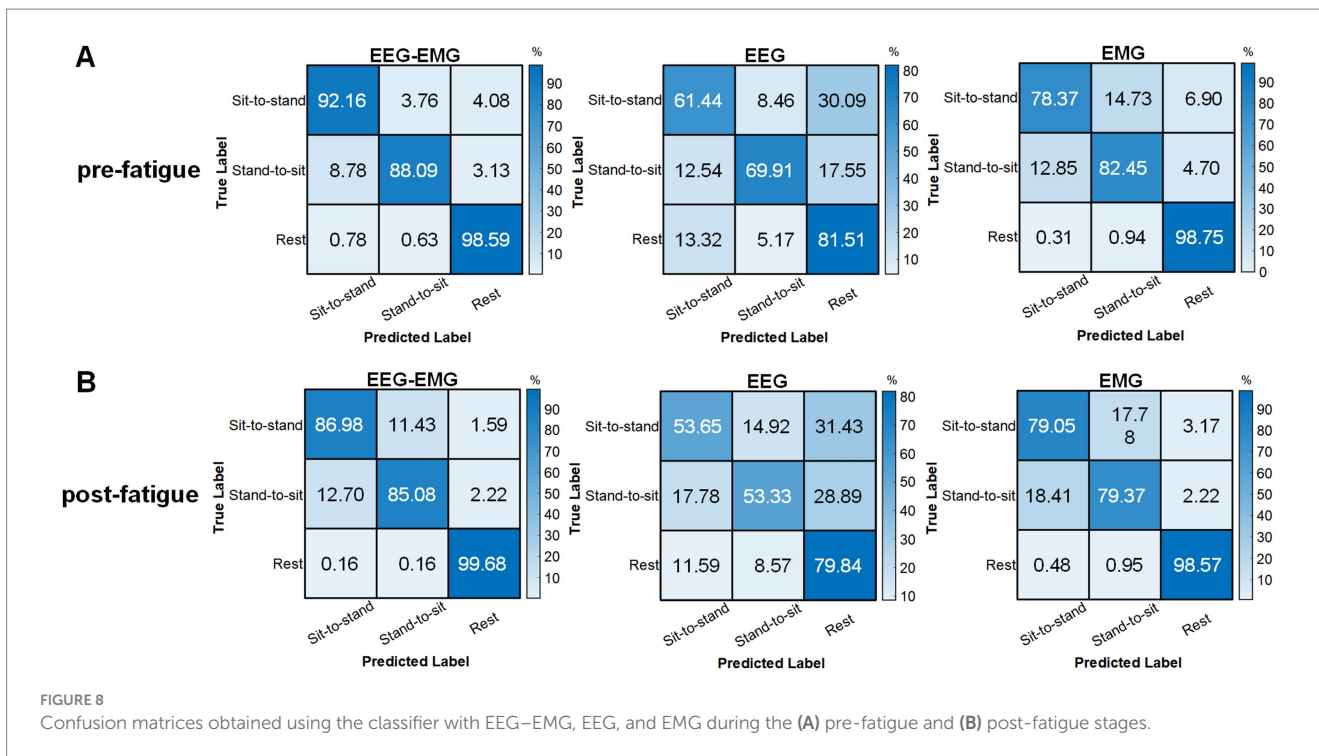 A
EEG-EMG
%
EEG
%
EMG
%
pre-fatigue
True Label
Sit-to-stand
92.16
3.76
4.08
Stand-to-sit
8.78
88.09
3.13
Rest
0.78
0.63
98.59
90
80
70
60
50
40
30
20
10
Sit-to-stand
Stand-to-sit
Rest
Predicted Label
True Label
Sit-to-stand
61.44
8.46
30.09
Stand-to-sit
12.54
69.91
17.55
Rest
13.32
5.17
81.51
80
70
60
50
40
30
20
10
Sit-to-stand
Stand-to-sit
Rest
Predicted Label
True Label
Sit-to-stand
78.37
14.73
6.90
Stand-to-sit
12.85
82.45
4.70
Rest
0.31
0.94
98.75
90
80
70
60
50
40
30
20
10
0
Sit-to-stand
Stand-to-sit
Rest
Predicted Label
B
EEG-EMG
%
EEG
%
EMG
%
post-fatigue
True Label
Sit-to-stand
86.98
11.43
1.59
Stand-to-sit
12.70
85.08
2.22
Rest
0.16
0.16
99.68
90
80
70
60
50
40
30
20
10
Sit-to-stand
Stand-to-sit
Rest
Predicted Label
True Label
Sit-to-stand
53.65
14.92
31.43
Stand-to-sit
17.78
53.33
28.89
Rest
11.59
8.57
79.84
80
70
60
50
40
30
20
10
Sit-to-stand
Stand-to-sit
Rest
Predicted Label
True Label
Sit-to-stand
79.05
17.7
8
3.17
Stand-to-sit
18.41
79.37
2.22
Rest
0.48
0.95
98.57
90
80
70
60
50
40
30
20
10
Sit-to-stand
Stand-to-sit
Rest
Predicted Label
FIGURE 8
Confusion matrices obtained using the classifier with EEG–EMG, EEG, and EMG during the (A) pre-fatigue and (B) post-fatigue stages.